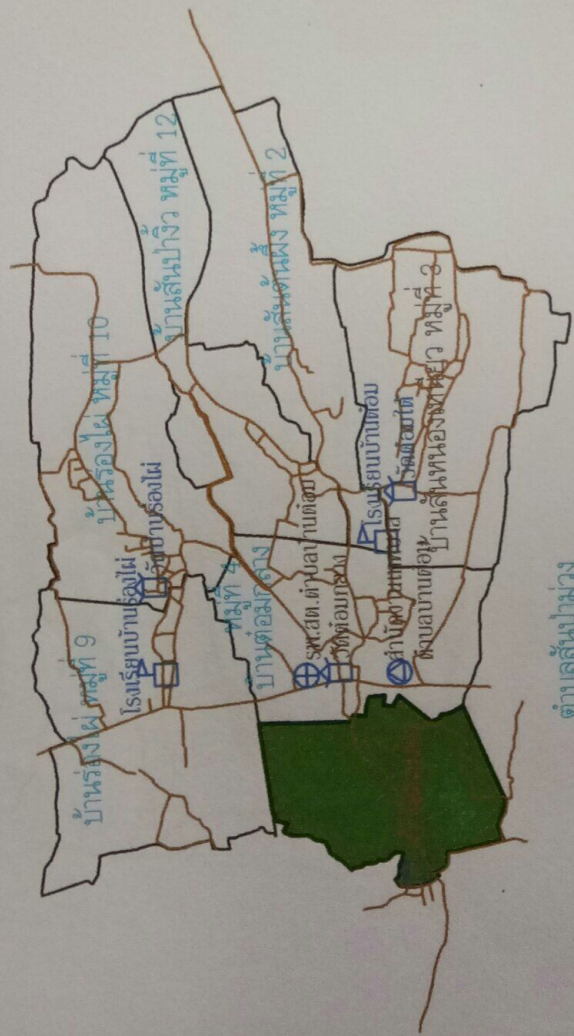 บ้านร่องไผ่ หมู่ที่ 9
โรงเรียนบ้านร่องไผ่
วัดบ้านร่องไผ่
บ้านร่องไผ่ หมู่ที่ 10
บ้านสันป่างิ้ว หมู่ที่ 12
หมู่ที่ 4
บ้านต๋อมกลาง
บ้านสันต้นผึ้ง หมู่ที่ 2
รพ.สต.ตำบลบ้านต๋อม
วัดต๋อมกลาง
โรงเรียนบ้านต๋อม
วัดต๋อมใต้
สำนักงานเทศบาล
ตำบลบ้านต๋อม
บ้านสันหนองเหนียว หมู่ที่ 3
ตำบลสันป่าม่วง